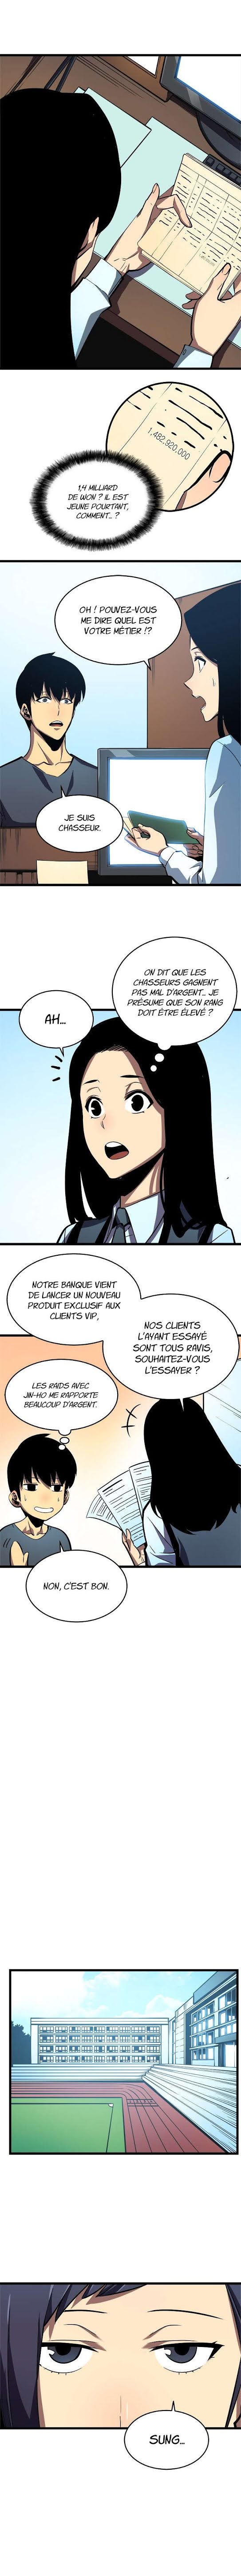 1,482,920,000
1,4 MILLIARD
DE WON ? IL EST
JEUNE POURTANT,
COMMENT... ?
OH ! POUVEZ-VOUS
ME DIRE QUEL EST
VOTRE MÉTIER !?
JE SUIS
CHASSEUR.
ON DIT QUE LES
CHASSEURS GAGNENT
PAS MAL D'ARGENT... JE
PRÉSUME QUE SON RANG
DOIT ÊTRE ÉLEVÉ ?
AH...
NOTRE BANQUE VIENT
DE LANCER UN NOUVEAU
PRODUIT EXCLUSIF AUX
CLIENTS VIP,
NOS CLIENTS
L'AYANT ESSAYÉ
SONT TOUS RAVIS,
SOUHAITEZ-VOUS
L'ESSAYER ?
LES RAIDS AVEC
JIN-HO ME RAPPORTE
BEAUCOUP D'ARGENT.
NON, C'EST BON.
SUNG...